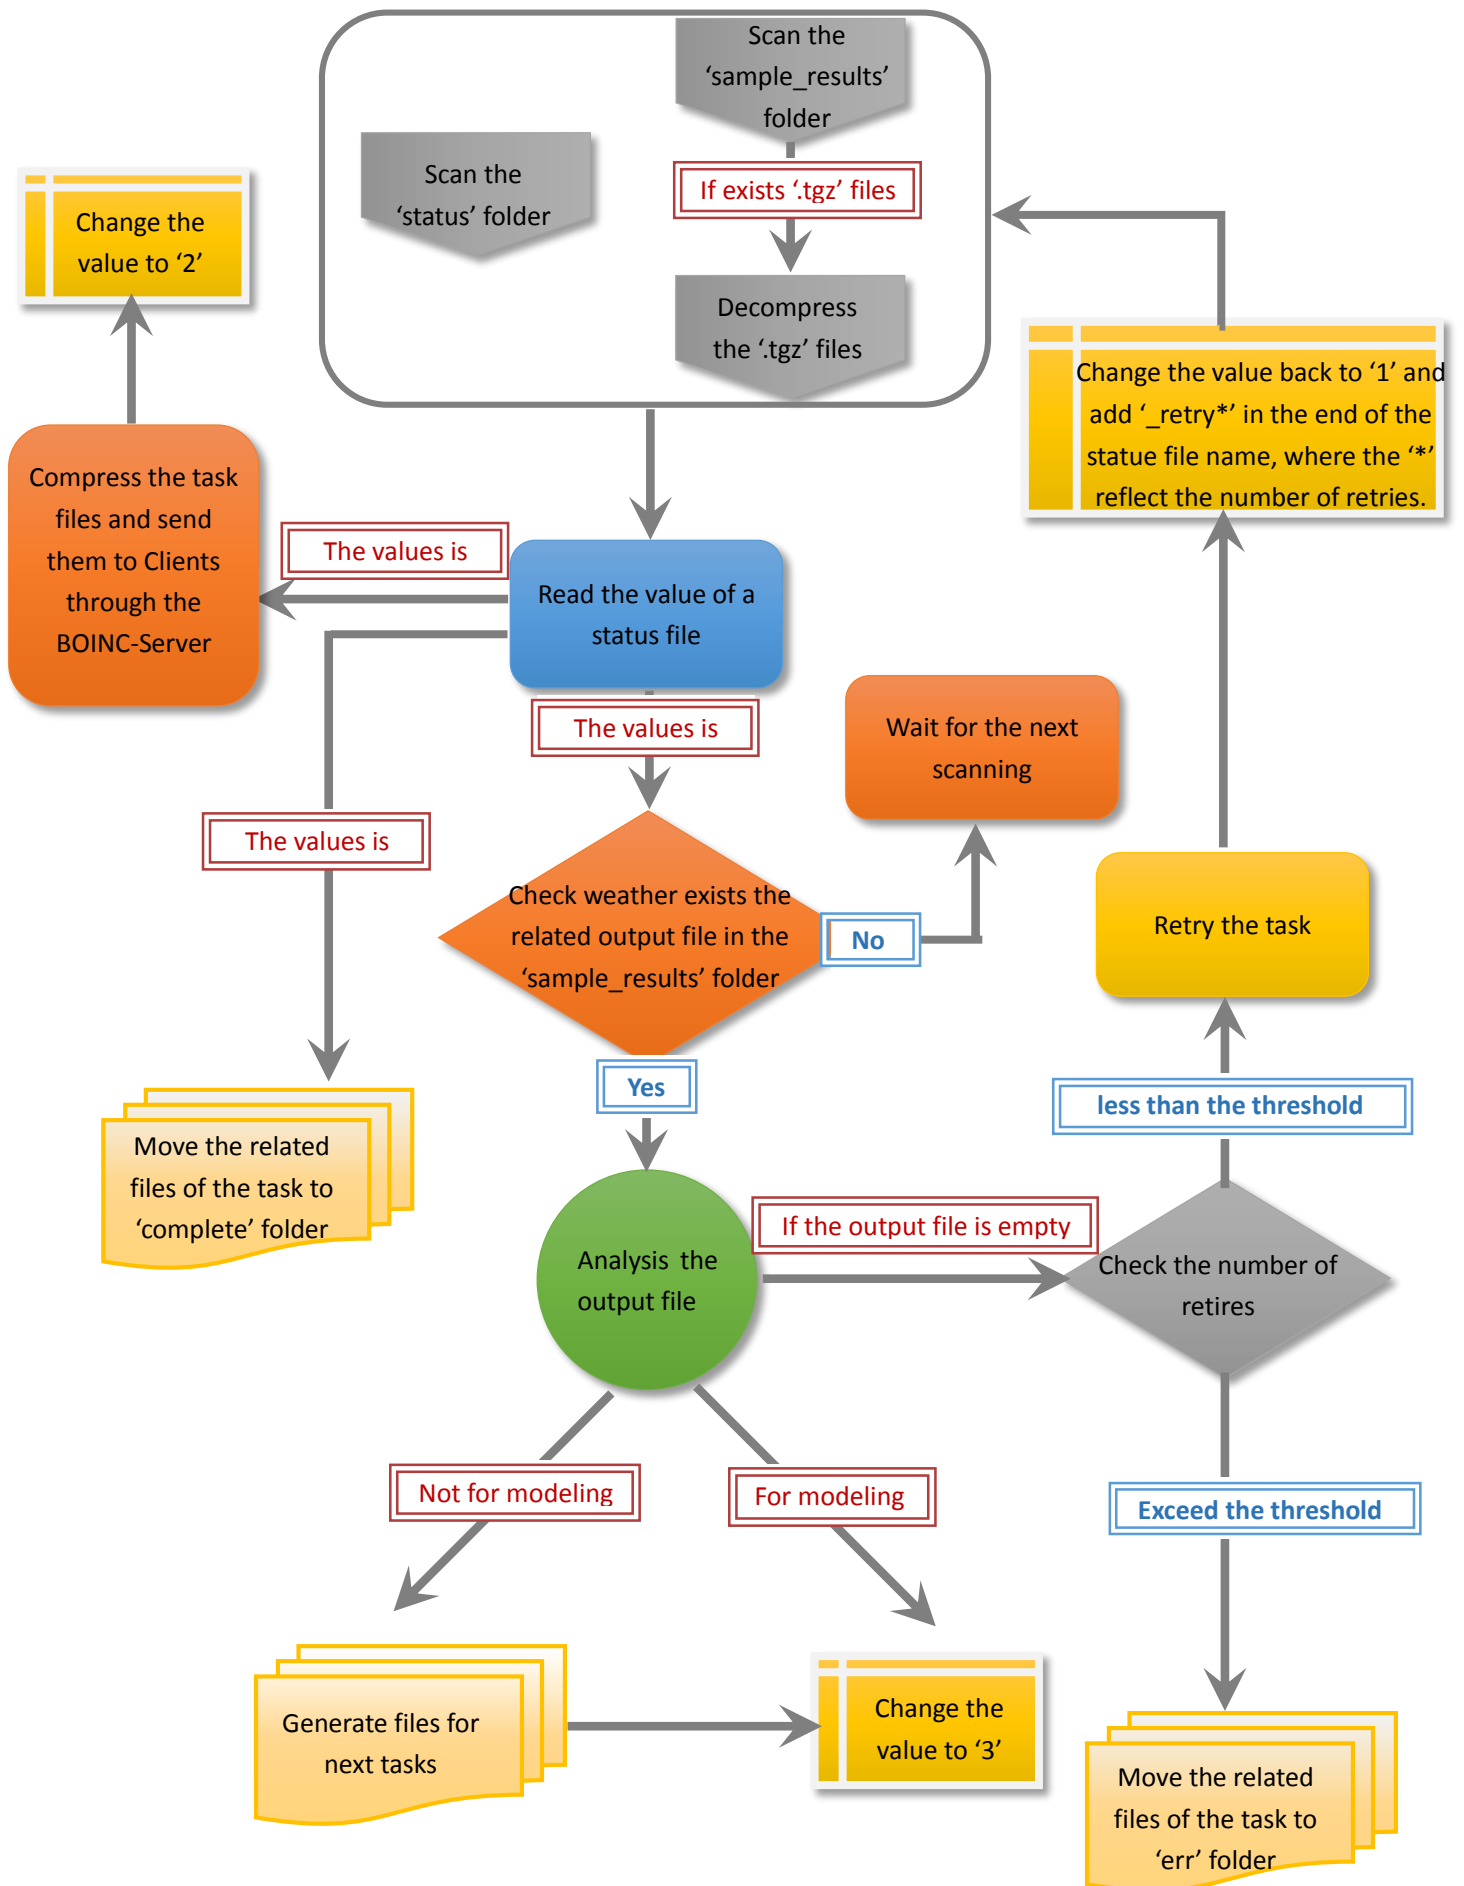 Scan the
‘sample_results’
folder
Scan the
‘status’ folder
If exists ‘.tgz’ files
Decompress
the ‘.tgz’ files
Change the
value to ‘2’
Change the value back to ‘1’ and
add ‘_retry*’ in the end of the
statue file name, where the ‘*’
reflect the number of retries.
Compress the task
files and send
them to Clients
through the
BOINC-Server
The values is
Read the value of a
status file
The values is
Wait for the next
scanning
The values is
Check weather exists the
related output file in the
‘sample_results’ folder
No
Retry the task
Yes
less than the threshold
Move the related
files of the task to
‘complete’ folder
If the output file is empty
Analysis the
output file
Check the number of
retires
Not for modeling
For modeling
Exceed the threshold
Generate files for
next tasks
Change the
value to ‘3’
Move the related
files of the task to
‘err’ folder